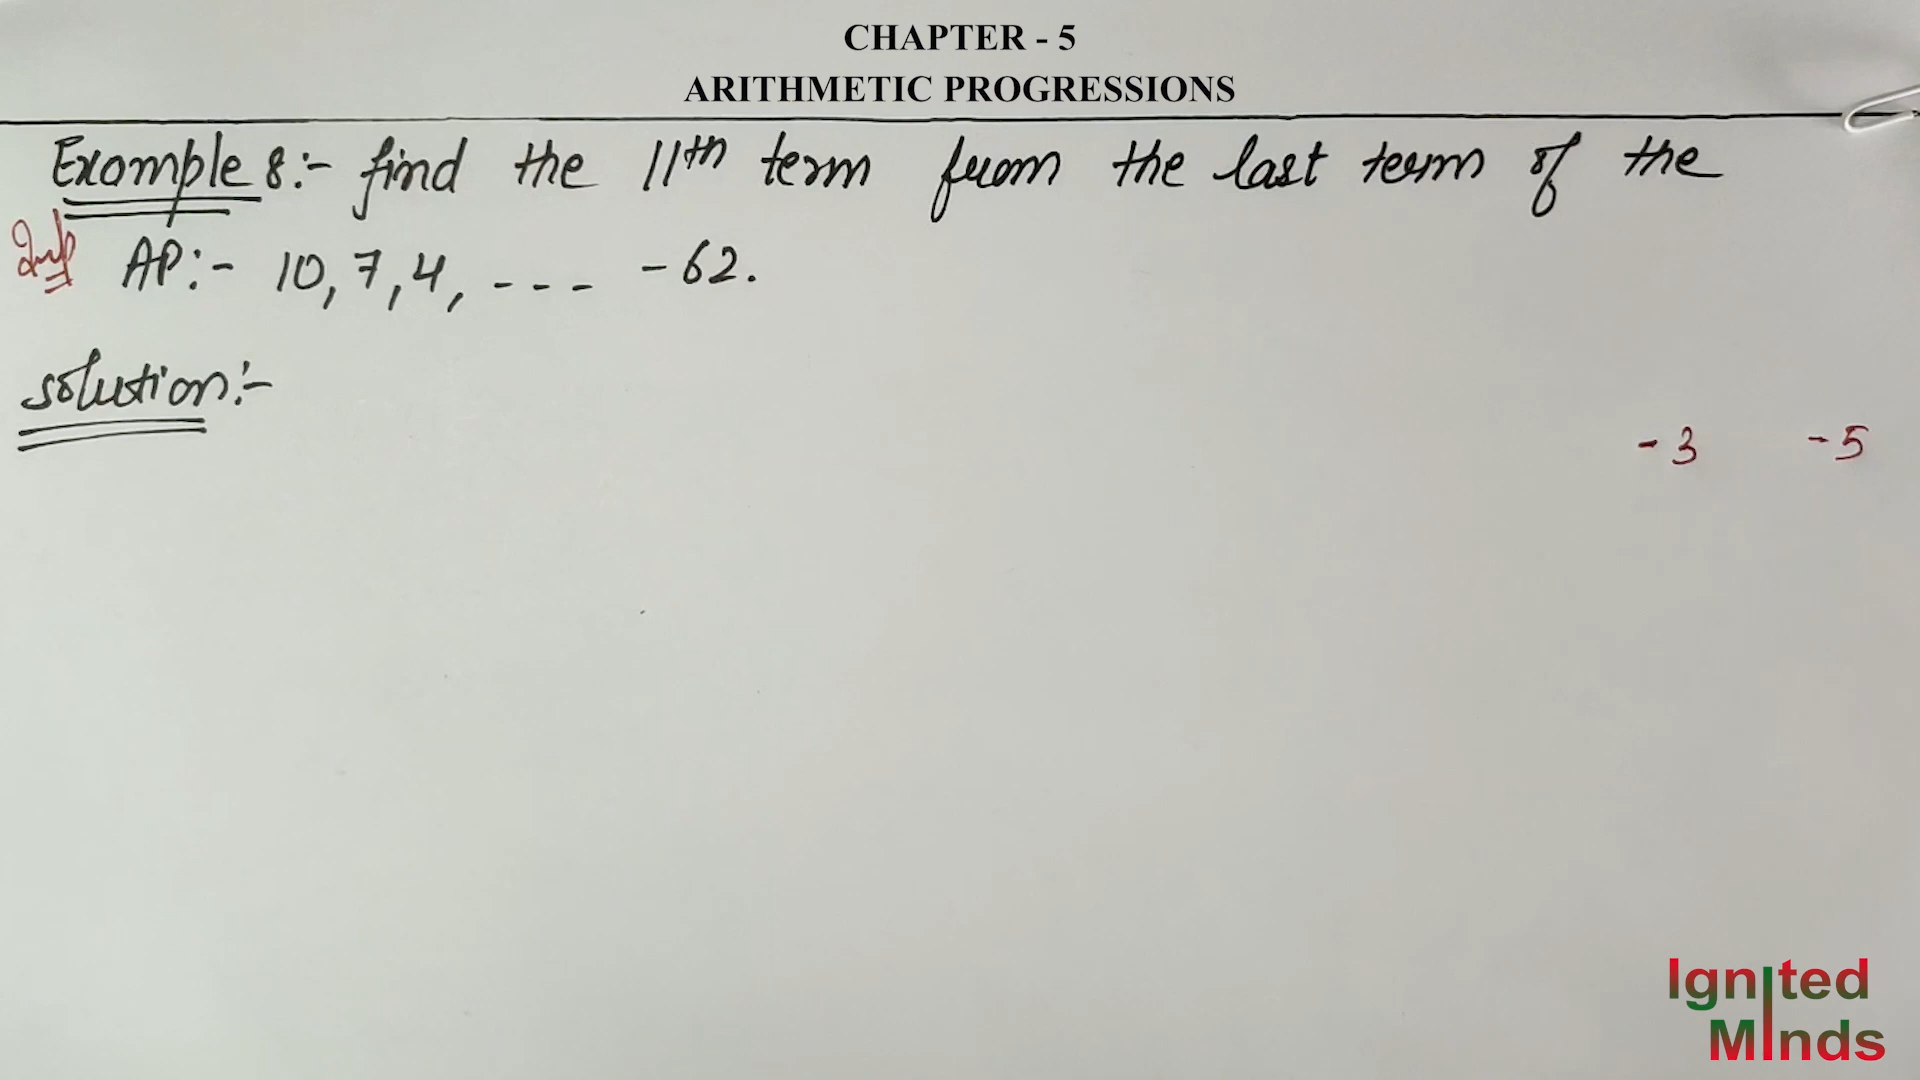 CHAPTER - 5
ARITHMETIC PROGRESSIONS
Example 8:- find the 11th term from the last term of the
Imp AP:- 10, 7, 4, - - - -62.
solution:-
-3 -5
Ignited
Minds